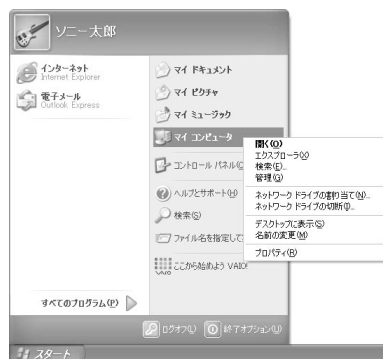 ソニー太郎
インターネット
Internet Explorer
電子メール
Outlook Express
すべてのプログラム(P)
マイ ドキュメント
マイ ピクチャ
マイ ミュージック
マイ コンピュータ
コントロール パネル(C)
ヘルプとサポート(H)
検索(S)
ファイル名を指定して
ここから始めよう VAIO!
開く(O)
エクスプローラ(X)
検索(E)...
管理(G)
ネットワーク ドライブの割り当て(N)...
ネットワーク ドライブの切断(I)...
デスクトップに表示(S)
名前の変更(M)
プロパティ(R)
ログオフ(L)
終了オプション(U)
スタート